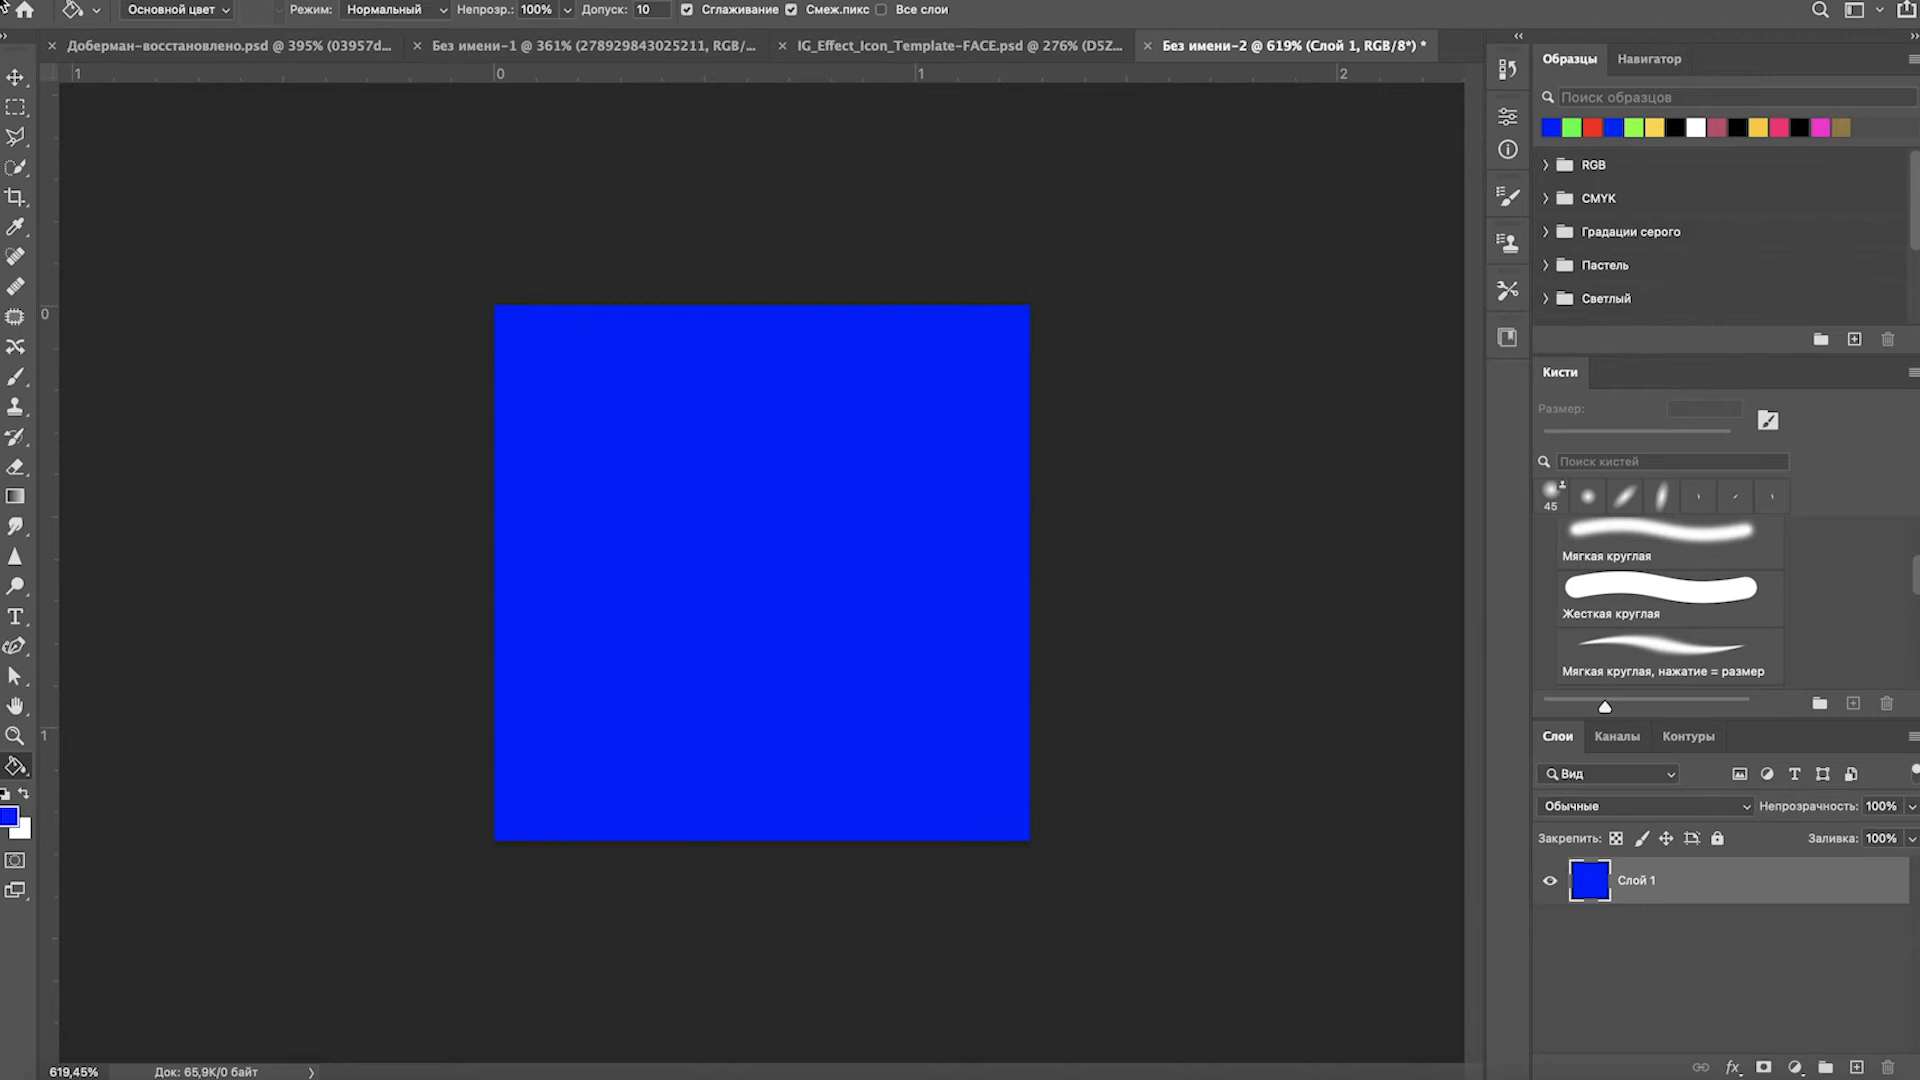 Основной цвет Режим: Нормальный Непрозр.: 100% Допуск: 10 Сглаживание Смеж.пикс Все слои
Доберман-восстановлено.psd @ 395% (03957d... Без имени-1 @ 361% (278929843025211, RGB/... IG_Effect_Icon_Template-FACE.psd @ 276% (D5Z... Без имени-2 @ 619% (Слой 1, RGB/8*) *
1 0 1 2
0
1
Образцы Навигатор
Поиск образцов
RGB
CMYK
Градации серого
Пастель
Светлый
Кисти
Размер:
Поиск кистей
45
Мягкая круглая
Жесткая круглая
Мягкая круглая, нажатие = размер
Слои Каналы Контуры
Вид
Обычные Непрозрачность: 100%
Закрепить: Заливка: 100%
Слой 1
fx
619,45% Док: 65,9K/0 байт